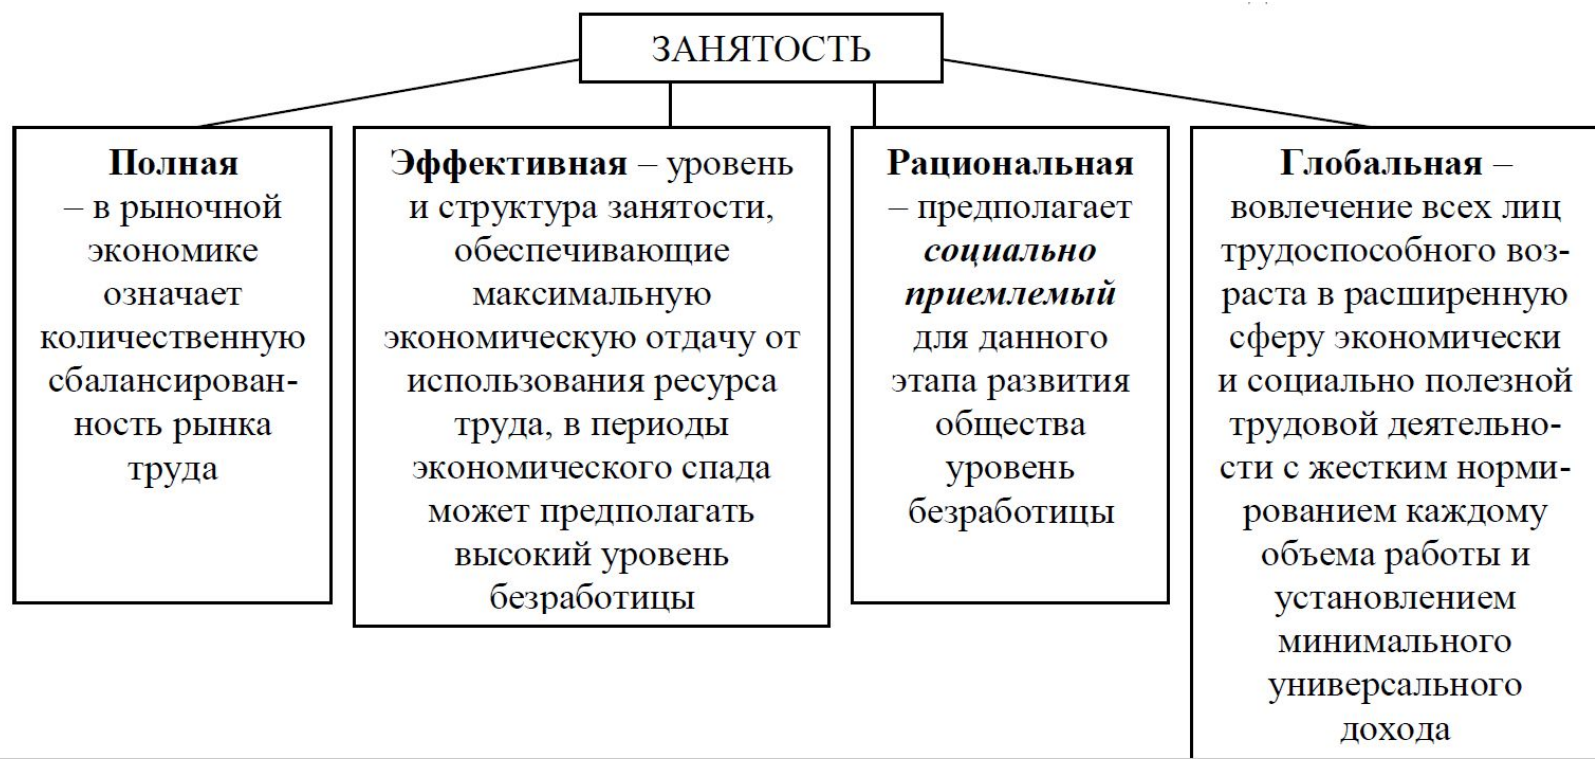 ЗАНЯТОСТЬ
Полная
– в рыночной
экономике
означает
количественную
сбалансирован-
ность рынка
труда
Эффективная – уровень
и структура занятости,
обеспечивающие
максимальную
экономическую отдачу от
использования ресурса
труда, в периоды
экономического спада
может предполагать
высокий уровень
безработицы
Рациональная
– предполагает
социально
приемлемый
для данного
этапа развития
общества
уровень
безработицы
Глобальная –
вовлечение всех лиц
трудоспособного воз-
раста в расширенную
сферу экономически
и социально полезной
трудовой деятельно-
сти с жестким норми-
рованием каждому
объема работы и
установлением
минимального
универсального
дохода